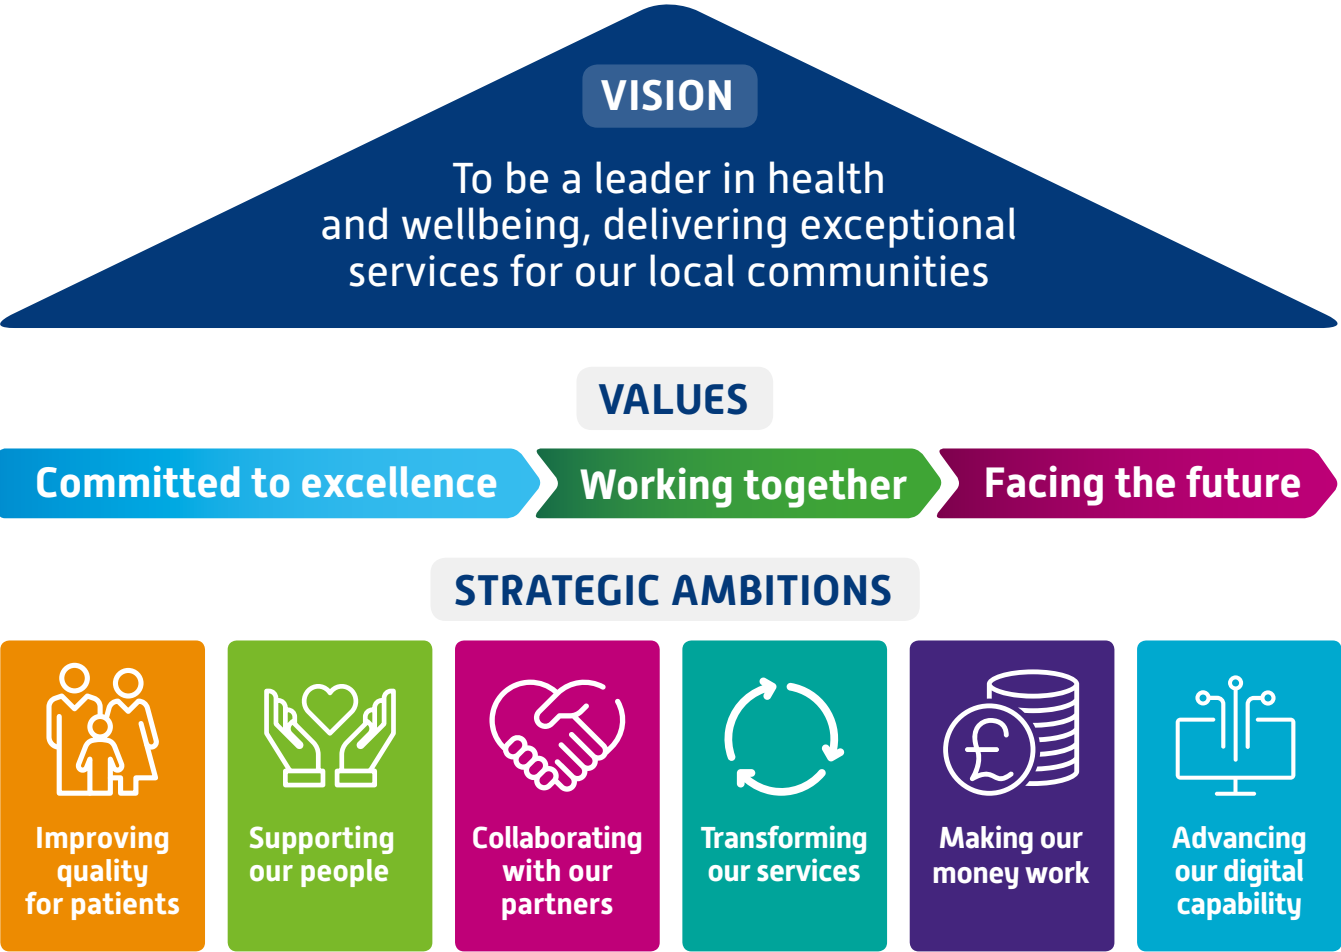 VISION
To be a leader in health
and wellbeing, delivering exceptional
services for our local communities
VALUES
Committed to excellence
Working together
Facing the future
STRATEGIC AMBITIONS
Improving
quality
for patients
Supporting
our people
Collaborating
with our
partners
Transforming
our services
£
Making our
money work
Advancing
our digital
capability